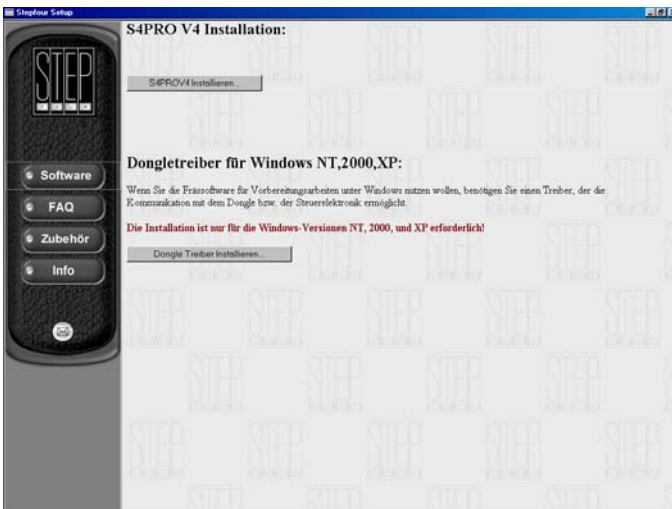 Stepfour Setup
S4PRO V4 Installation:
STEP
FOUR
S4PROV4 Installieren...
Dongletreiber für Windows NT,2000,XP:
Software
Wenn Sie die Frässoftware für Vorbereitungsarbeiten unter Windows nutzen wollen, benötigen Sie einen Treiber, der die
Kommunikation mit dem Dongle bzw. der Steuerelektronik ermöglicht.
FAQ
Die Installation ist nur für die Windows-Versionen NT, 2000, und XP erforderlich!
Zubehör
Dongle Treiber Installieren...
Info